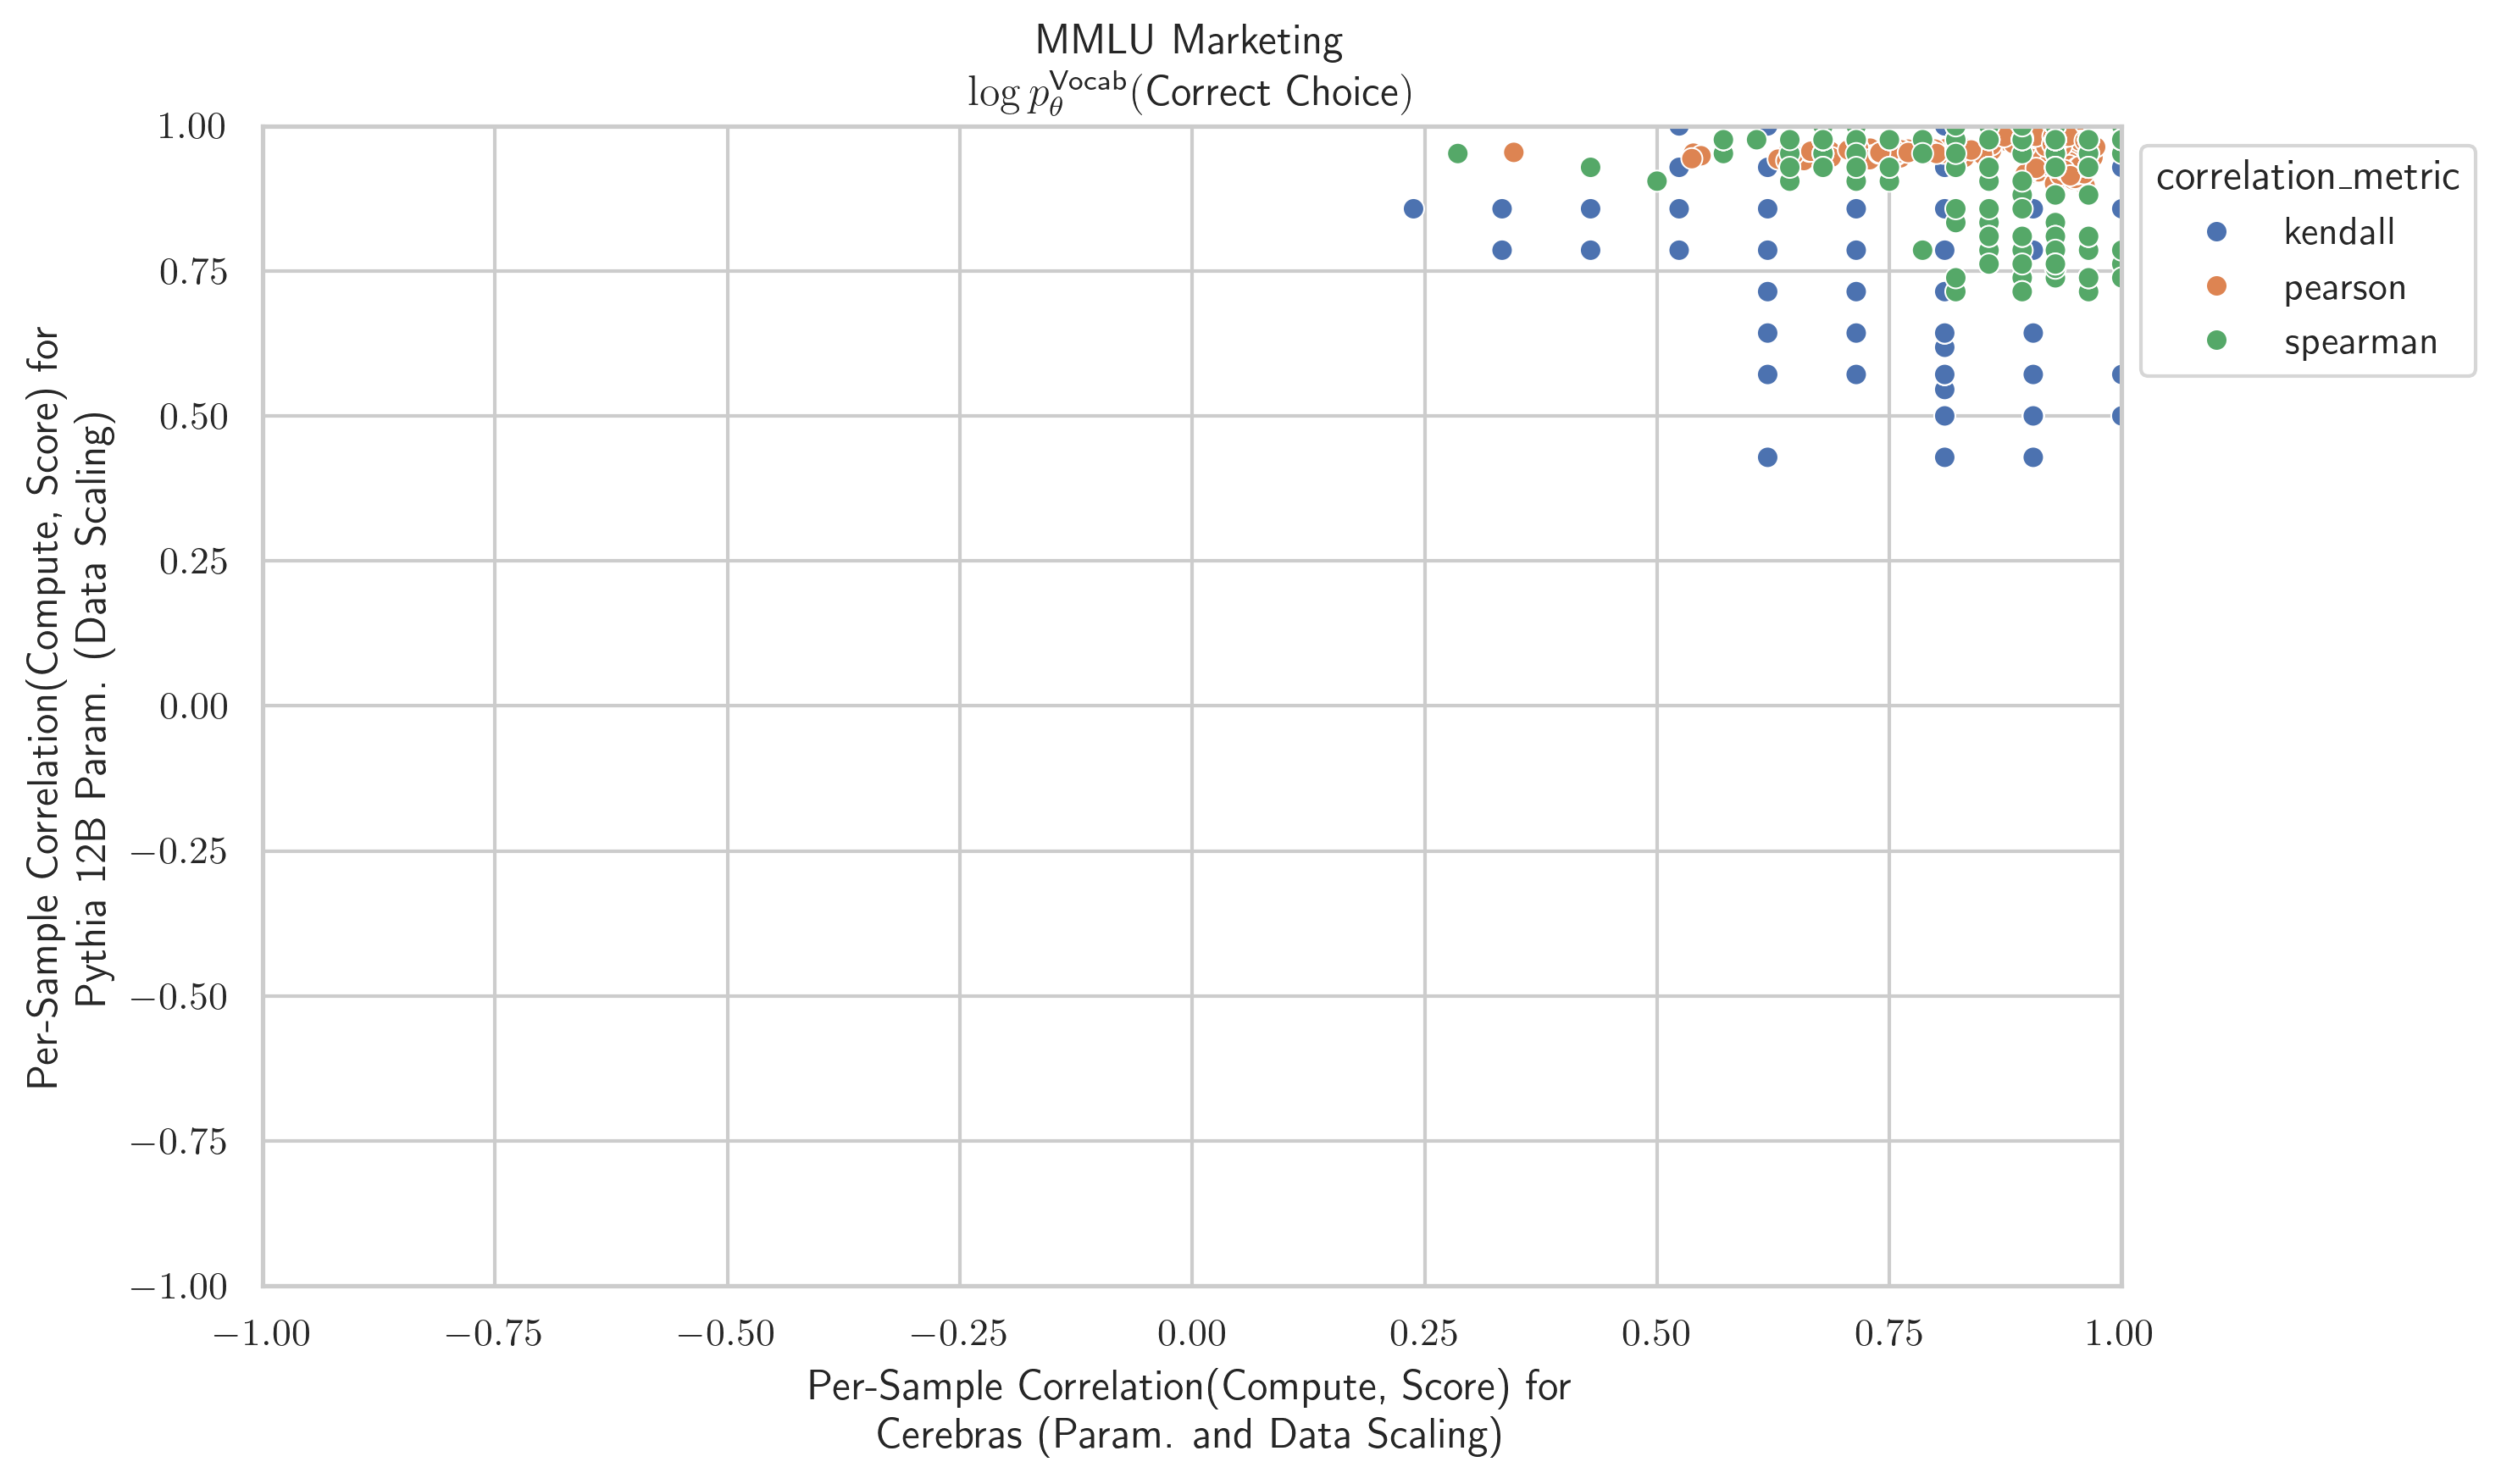 MMLU Marketing
log p_θ^Vocab(Correct Choice)
1.00
0.75
0.50
0.25
0.00
−0.25
−0.50
−0.75
−1.00
Per-Sample Correlation(Compute, Score) for
Pythia 12B Param. (Data Scaling)
correlation_metric
kendall
pearson
spearman
−1.00 −0.75 −0.50 −0.25 0.00 0.25 0.50 0.75 1.00
Per-Sample Correlation(Compute, Score) for
Cerebras (Param. and Data Scaling)